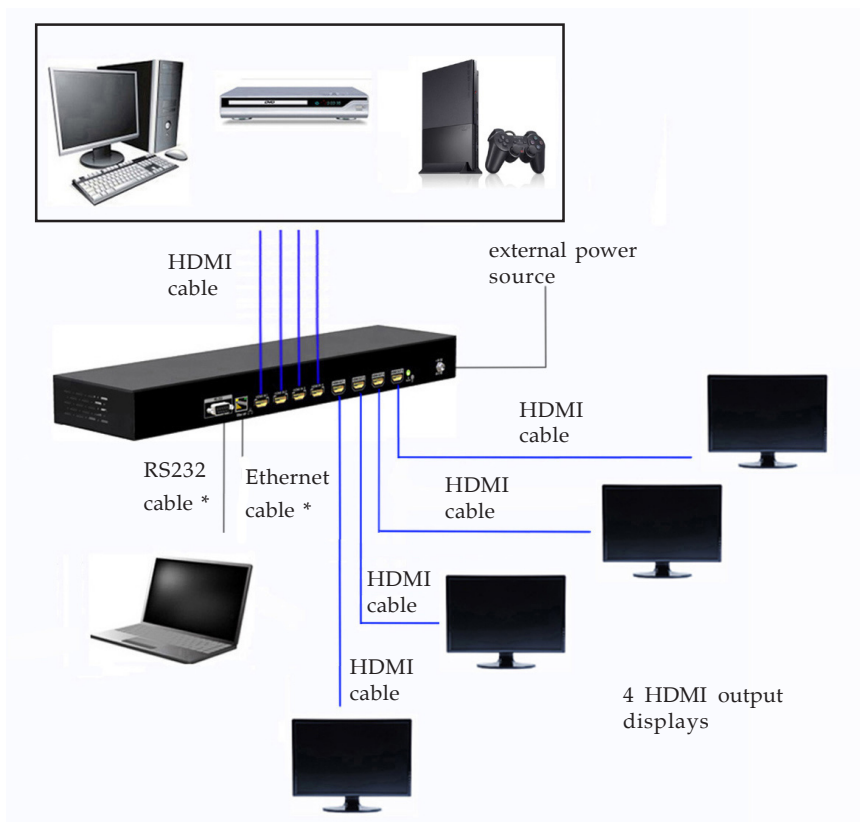 DVD
HDMI
cable
external power
source
HDMI
cable
RS232
cable *
Ethernet
cable *
HDMI
cable
HDMI
cable
HDMI
cable
4 HDMI output
displays